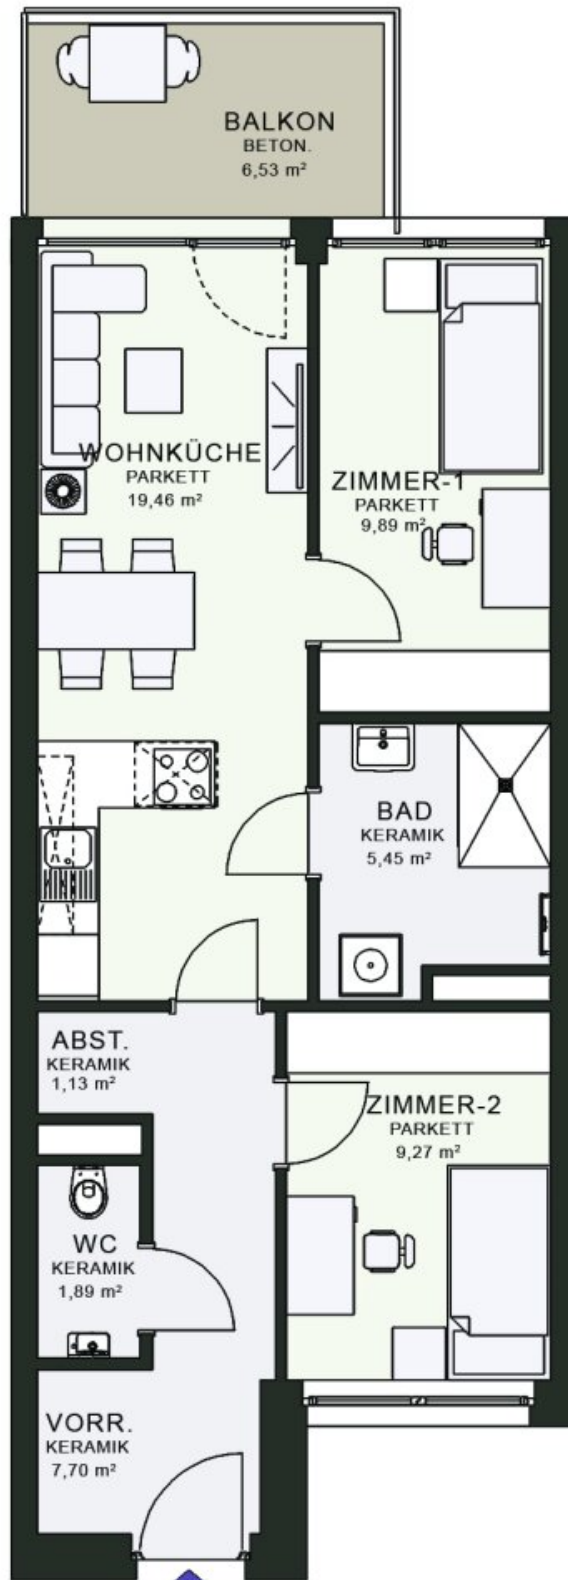 BALKON
BETON.
6,53 m²
WOHNKÜCHE
PARKETT
19,46 m²
ZIMMER-1
PARKETT
9,89 m²
BAD
KERAMIK
5,45 m²
ABST.
KERAMIK
1,13 m²
ZIMMER-2
PARKETT
9,27 m²
WC
KERAMIK
1,89 m²
VORR.
KERAMIK
7,70 m²